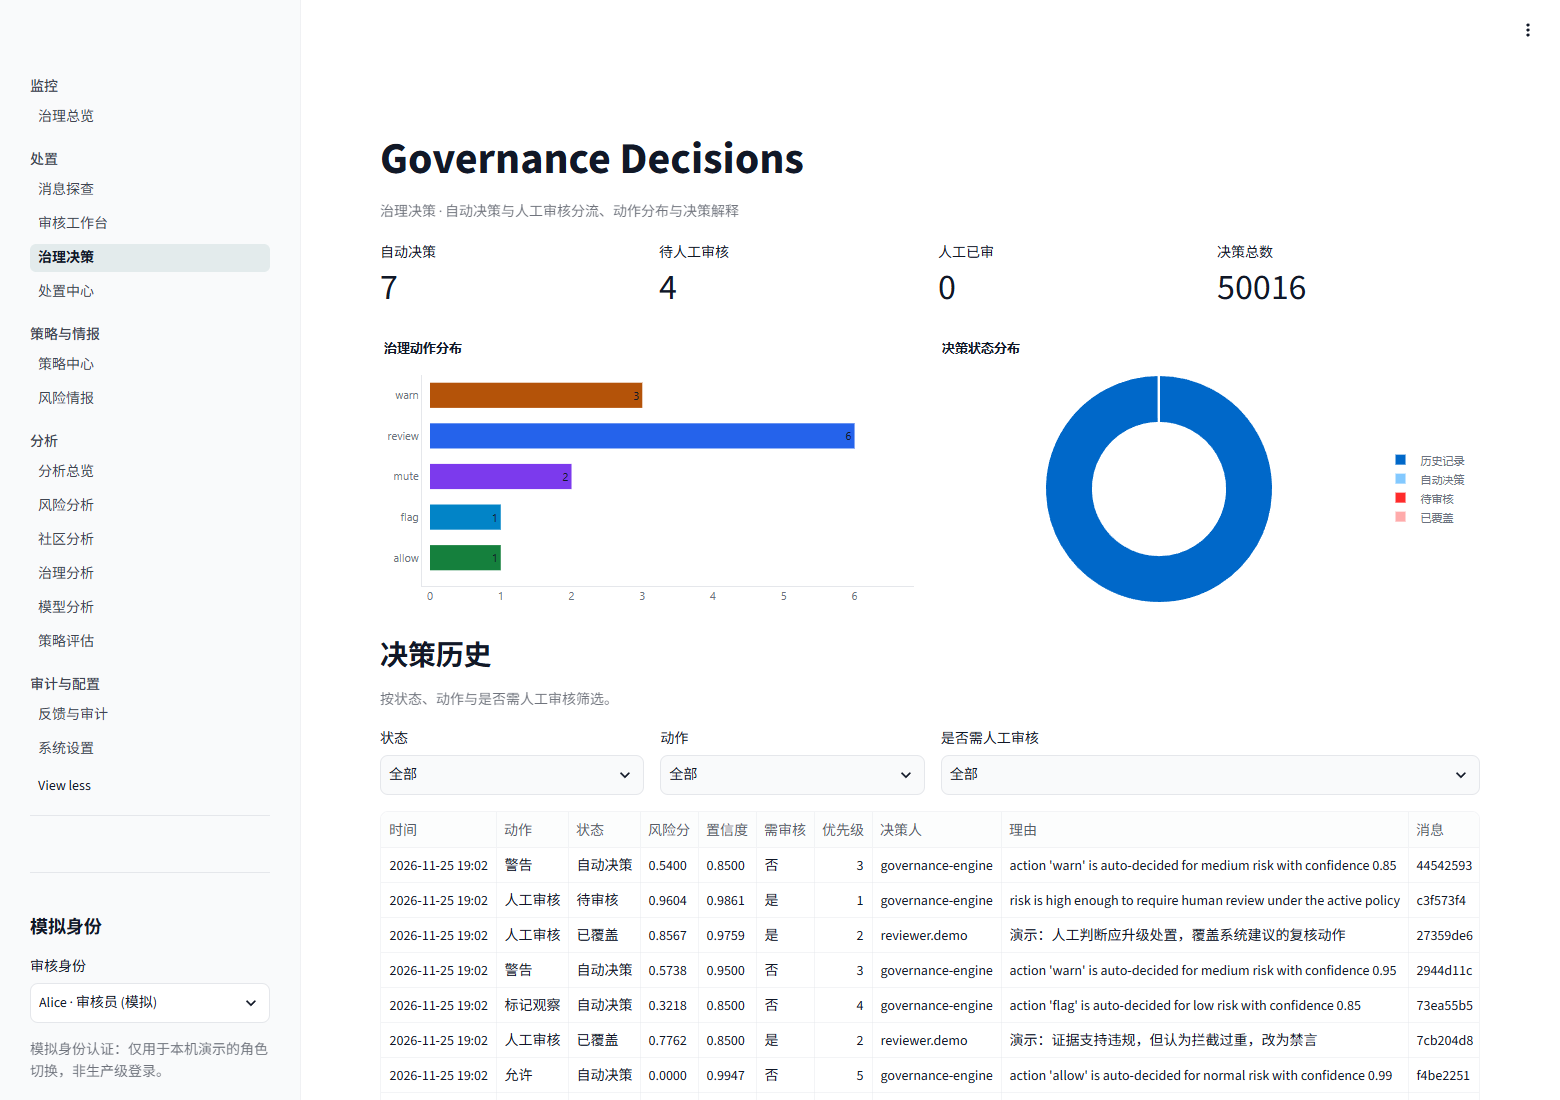 监控
治理总览
处置
消息探查
审核工作台
治理决策
处置中心
策略与情报
策略中心
风险情报
分析
分析总览
风险分析
社区分析
治理分析
模型分析
策略评估
审计与配置
反馈与审计
系统设置
View less
模拟身份
审核身份
Alice · 审核员 (模拟)
模拟身份认证：仅用于本机演示的角色
切换，非生产级登录。
Governance Decisions
治理决策 · 自动决策与人工审核分流、动作分布与决策解释
自动决策 待人工审核 人工已审 决策总数
7 4 0 50016
治理动作分布
warn 3
review 6
mute 2
flag 1
allow 1
0 1 2 3 4 5 6
决策状态分布
历史记录
自动决策
待审核
已覆盖
决策历史
按状态、动作与是否需人工审核筛选。
状态 动作 是否需人工审核
全部 全部 全部
时间 动作 状态 风险分 置信度 需审核 优先级 决策人 理由 消息
2026-11-25 19:02 警告 自动决策 0.5400 0.8500 否 3 governance-engine action 'warn' is auto-decided for medium risk with confidence 0.85 44542593
2026-11-25 19:02 人工审核 待审核 0.9604 0.9861 是 1 governance-engine risk is high enough to require human review under the active policy c3f573f4
2026-11-25 19:02 人工审核 已覆盖 0.8567 0.9759 是 2 reviewer.demo 演示：人工判断应升级处置，覆盖系统建议的复核动作 27359de6
2026-11-25 19:02 警告 自动决策 0.5738 0.9500 否 3 governance-engine action 'warn' is auto-decided for medium risk with confidence 0.95 2944d11c
2026-11-25 19:02 标记观察 自动决策 0.3218 0.8500 否 4 governance-engine action 'flag' is auto-decided for low risk with confidence 0.85 73ea55b5
2026-11-25 19:02 人工审核 已覆盖 0.7762 0.8500 是 2 reviewer.demo 演示：证据支持违规，但认为拦截过重，改为禁言 7cb204d8
2026-11-25 19:02 允许 自动决策 0.0000 0.9947 否 5 governance-engine action 'allow' is auto-decided for normal risk with confidence 0.99 f4be2251